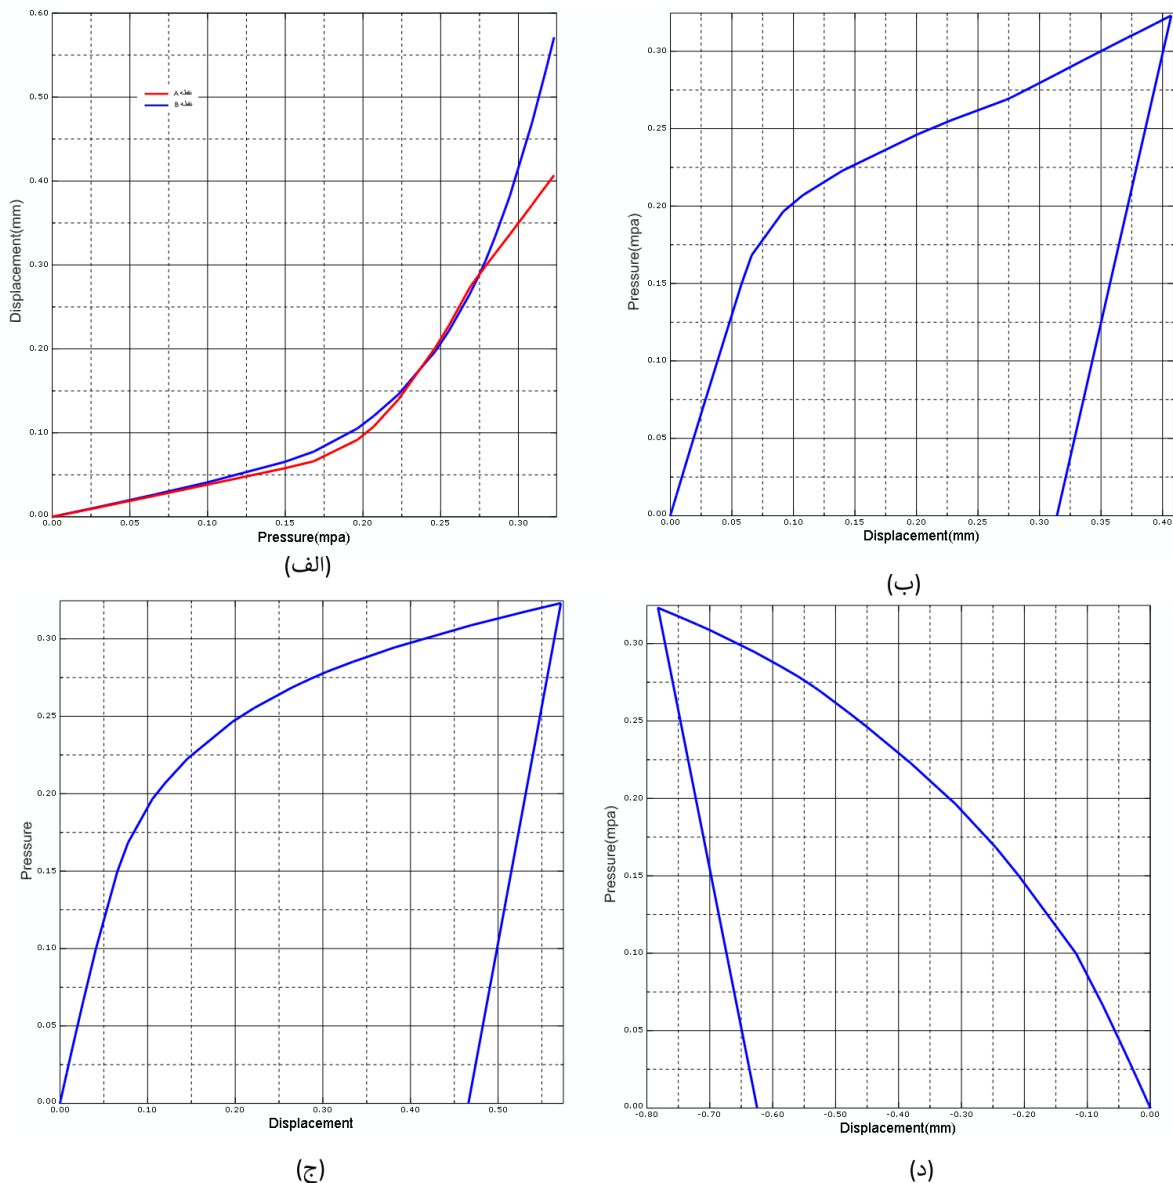 0.60
0.50
0.40
0.30
0.20
0.10
0.00
Displacement(mm)
نقطه A
نقطه B
0.00 0.05 0.10 0.15 0.20 0.25 0.30
Pressure(mpa)
(الف)
0.30
0.25
0.20
0.15
0.10
0.05
0.00
Pressure(mpa)
0.00 0.05 0.10 0.15 0.20 0.25 0.30 0.35 0.40
Displacement(mm)
(ب)
0.30
0.25
0.20
0.15
0.10
0.05
0.00
Pressure
0.00 0.10 0.20 0.30 0.40 0.50
Displacement
(ج)
0.30
0.25
0.20
0.15
0.10
0.05
0.00
Pressure(mpa)
-0.80 -0.70 -0.60 -0.50 -0.40 -0.30 -0.20 -0.10 0.00
Displacement(mm)
(د)